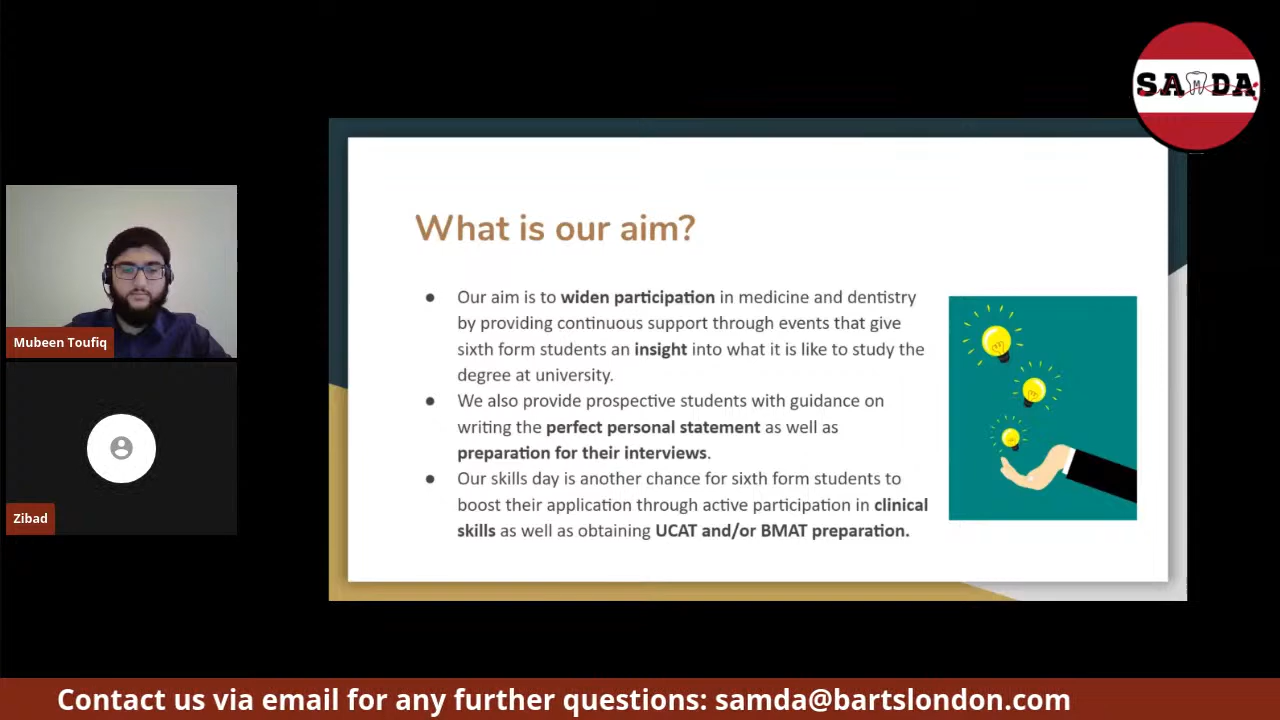 SAMDA
What is our aim?
● Our aim is to widen participation in medicine and dentistry
by providing continuous support through events that give
sixth form students an insight into what it is like to study the
degree at university.
● We also provide prospective students with guidance on
writing the perfect personal statement as well as
preparation for their interviews.
● Our skills day is another chance for sixth form students to
boost their application through active participation in clinical
skills as well as obtaining UCAT and/or BMAT preparation.
Mubeen Toufiq
Zibad
Contact us via email for any further questions: samda@bartslondon.com